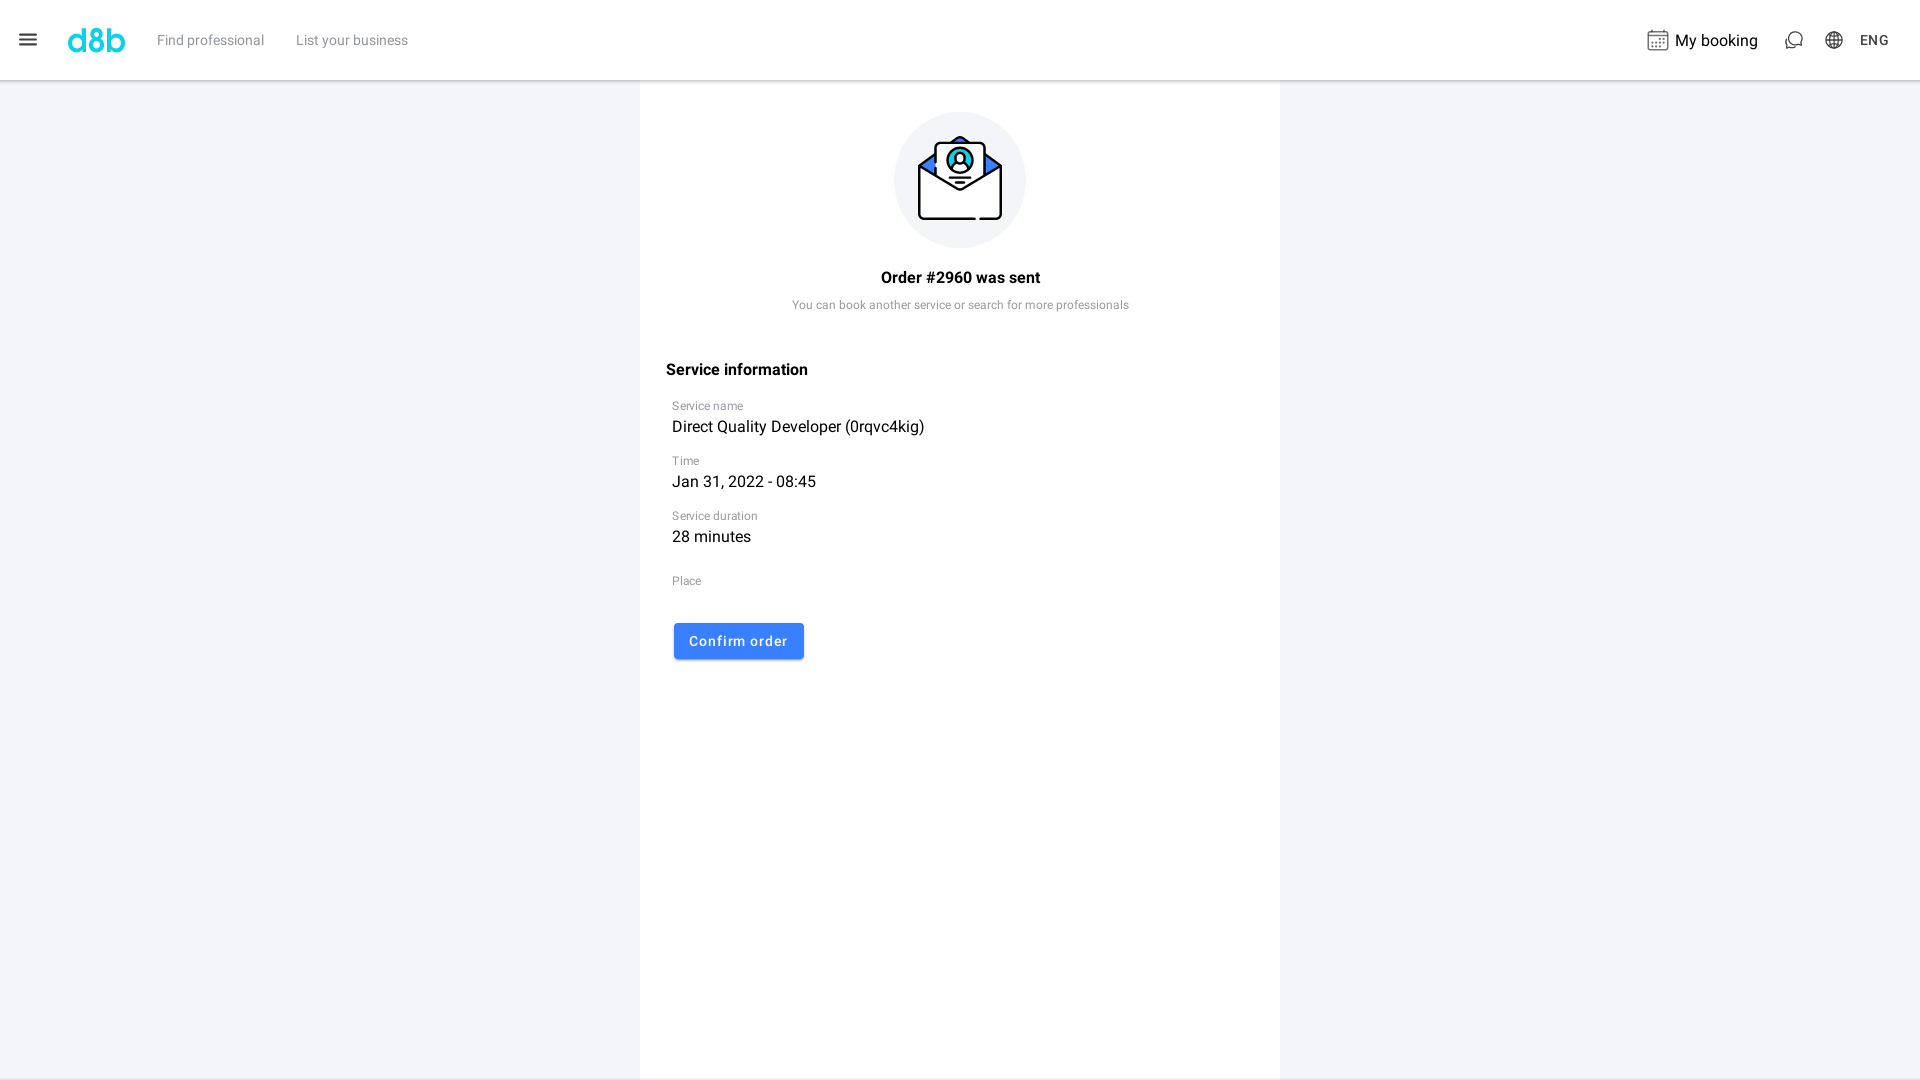 d8b
Find professional
List your business
My booking
ENG
Order #2960 was sent
You can book another service or search for more professionals
Service information
Service name
Direct Quality Developer (0rqvc4kig)
Time
Jan 31, 2022 - 08:45
Service duration
28 minutes
Place
Confirm order